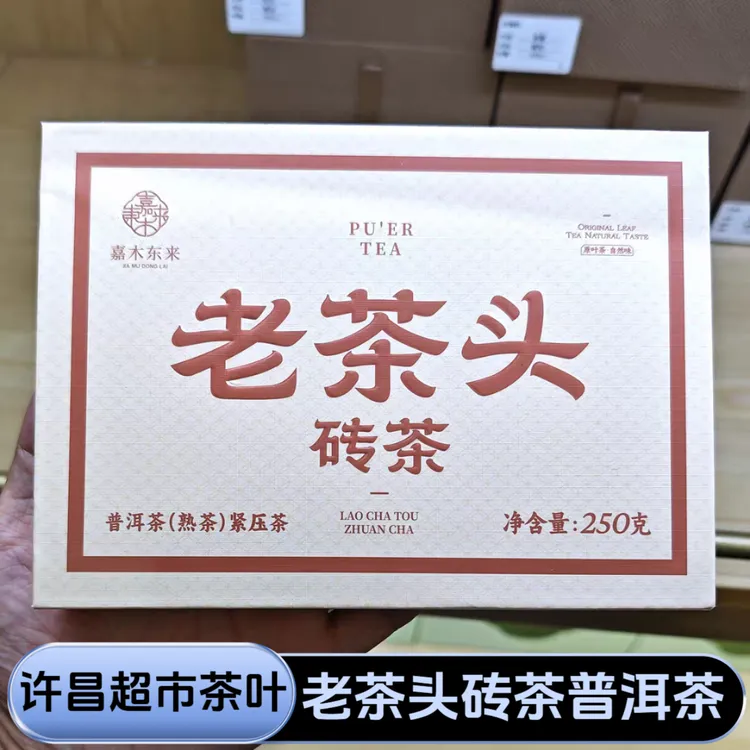 嘉木东来
JIA MU DONG LAI
PU'ER
TEA
ORIGINAL LEAF
TEA NATURAL TASTE
原叶茶 自然味
老茶头
砖茶
普洱茶(熟茶)紧压茶
LAO CHA TOU
ZHUAN CHA
净含量:250克
许昌超市茶叶
老茶头砖茶普洱茶